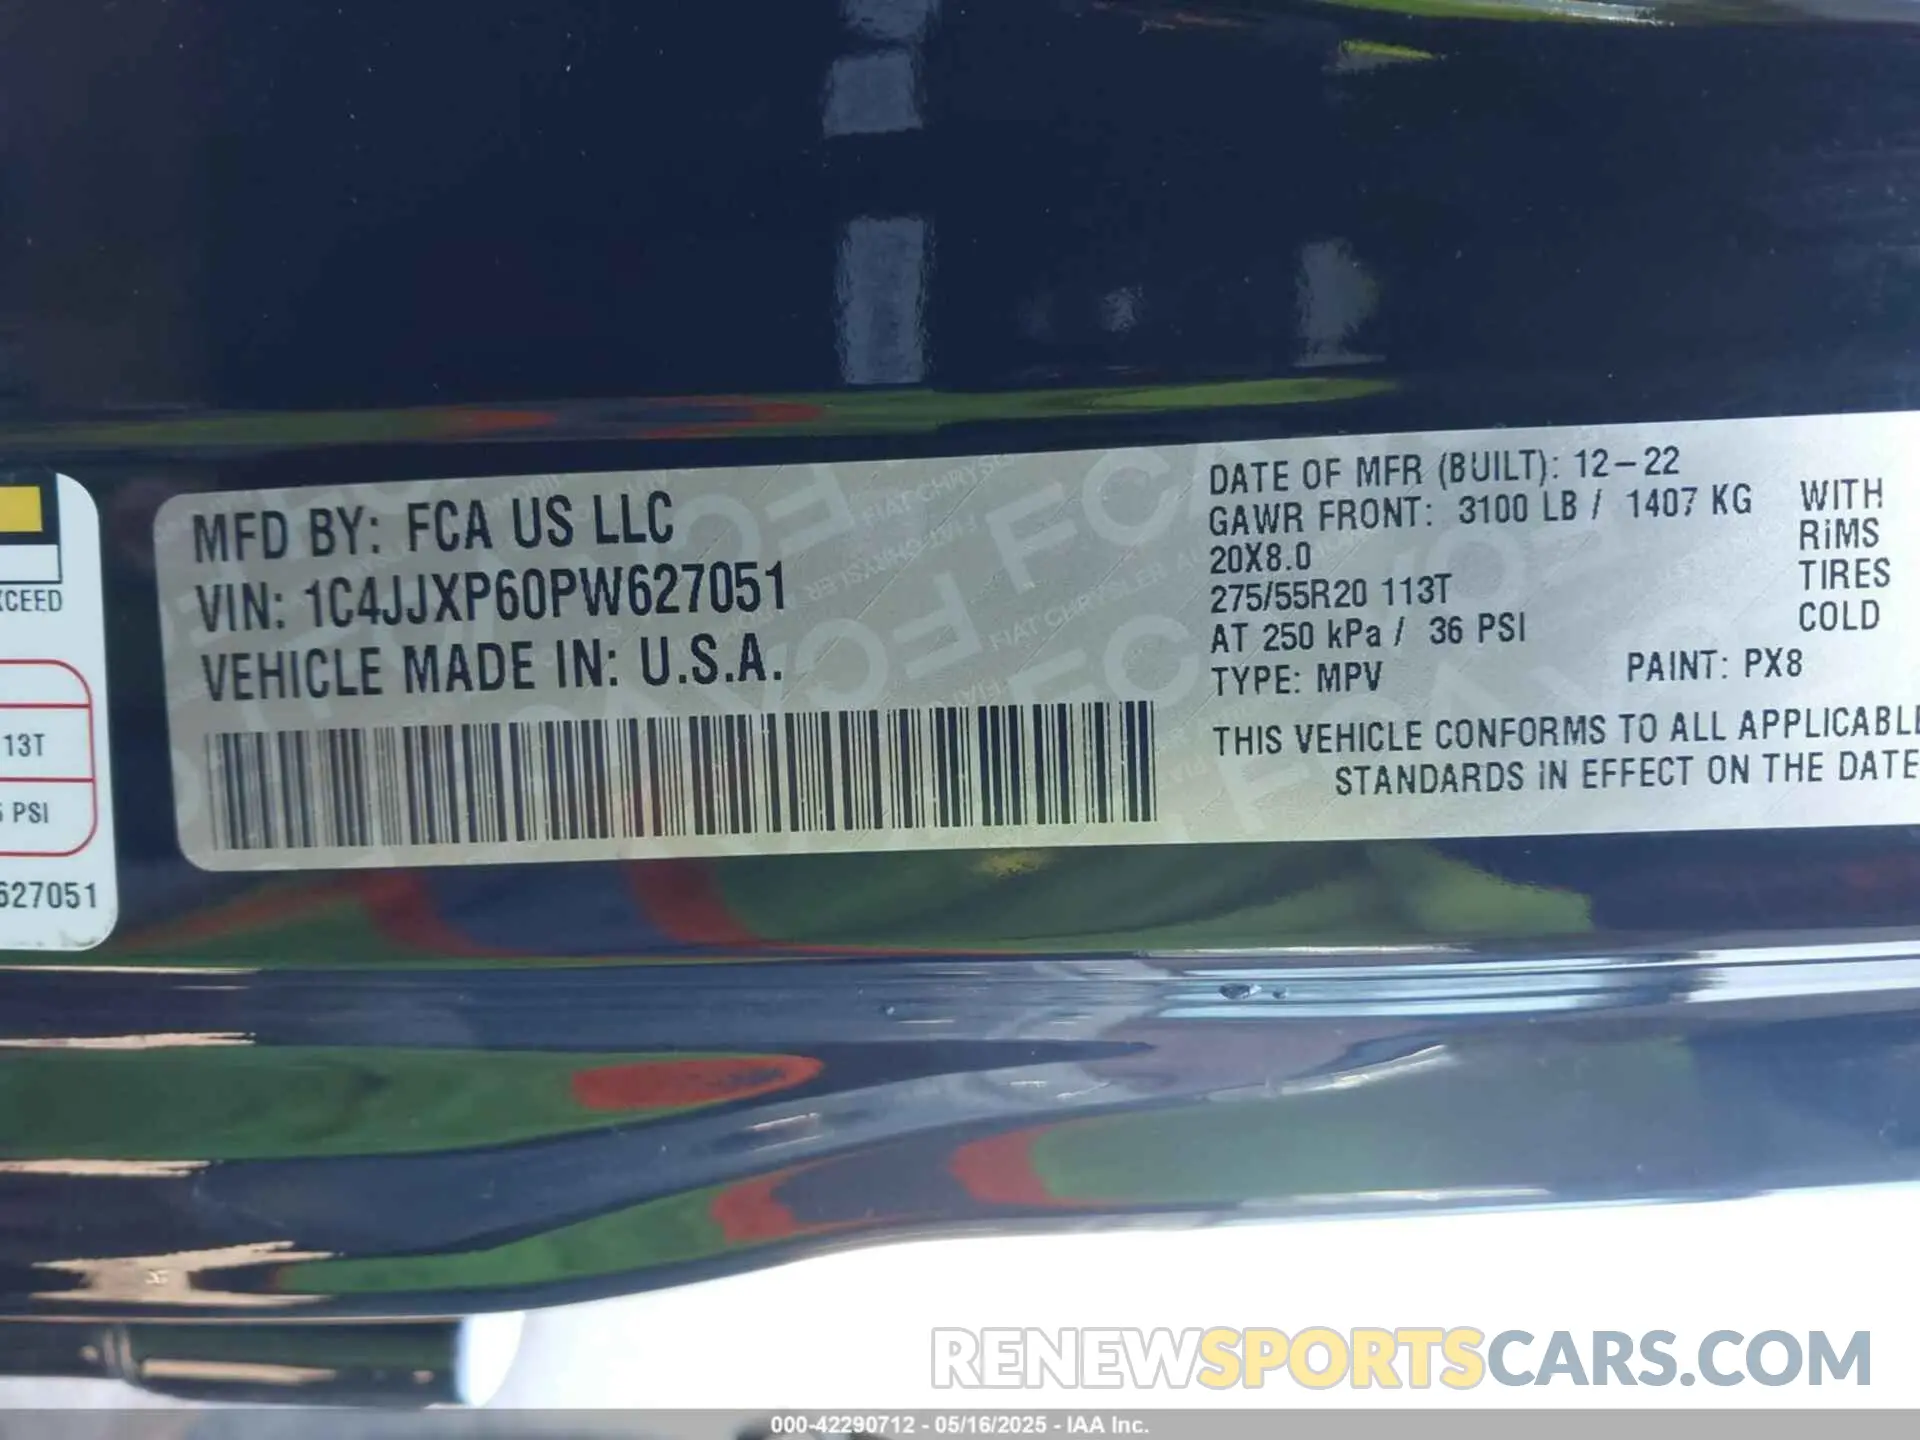 XCEED
13T
PSI
627051
MFD BY: FCA US LLC
VIN: 1C4JJXP60PW627051
VEHICLE MADE IN: U.S.A.
DATE OF MFR (BUILT): 12-22
GAWR FRONT: 3100 LB / 1407 KG WITH
20X8.0 RiMS
275/55R20 113T TIRES
AT 250 kPa / 36 PSI COLD
TYPE: MPV PAINT: PX8
THIS VEHICLE CONFORMS TO ALL APPLICABLE
STANDARDS IN EFFECT ON THE DATE
RENEWSPORTSCARS.COM
000-42290712 - 05/16/2025 - IAA Inc.